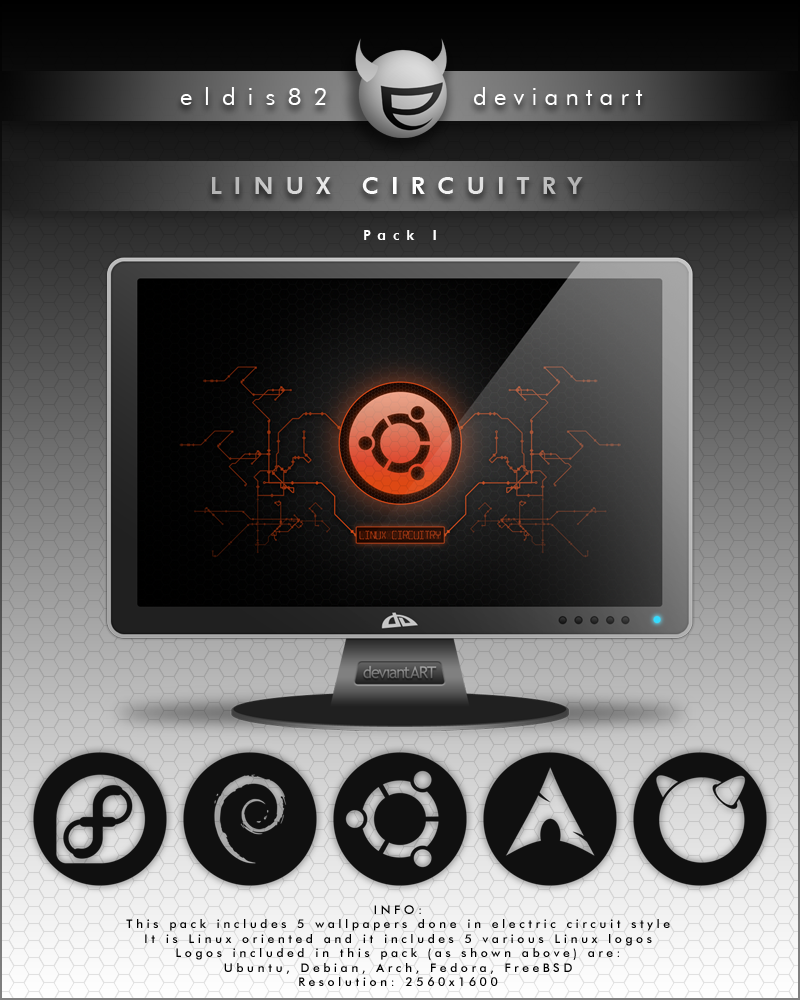 eldis82 deviantart
LINUX CIRCUITRY
Pack I
LINUX CIRCUITRY
deviantART
INFO:
This pack includes 5 wallpapers done in electric circuit style
It is Linux oriented and it includes 5 various Linux logos
Logos included in this pack (as shown above) are:
Ubuntu, Debian, Arch, Fedora, FreeBSD
Resolution: 2560x1600